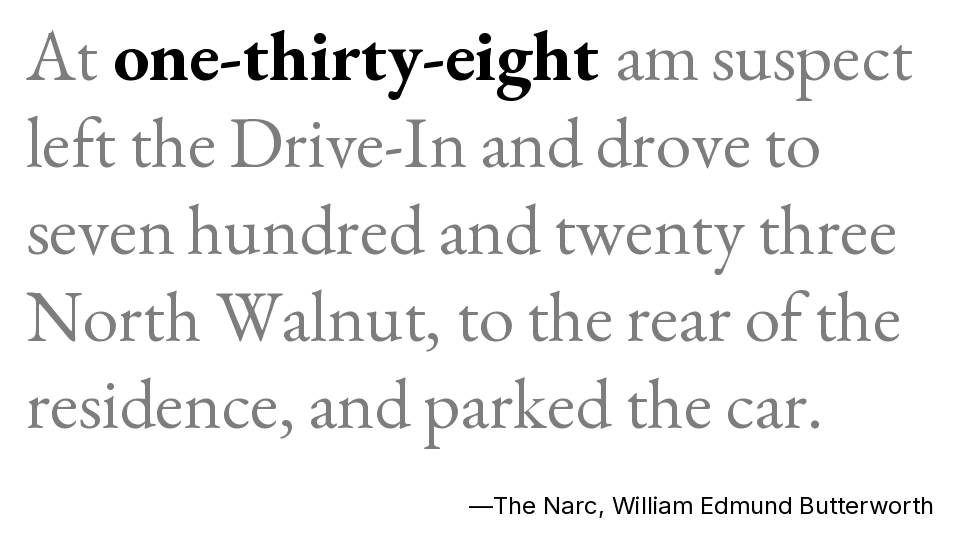 At one-thirty-eight am suspect
left the Drive-In and drove to
seven hundred and twenty three
North Walnut, to the rear of the
residence, and parked the car.
—The Narc, William Edmund Butterworth